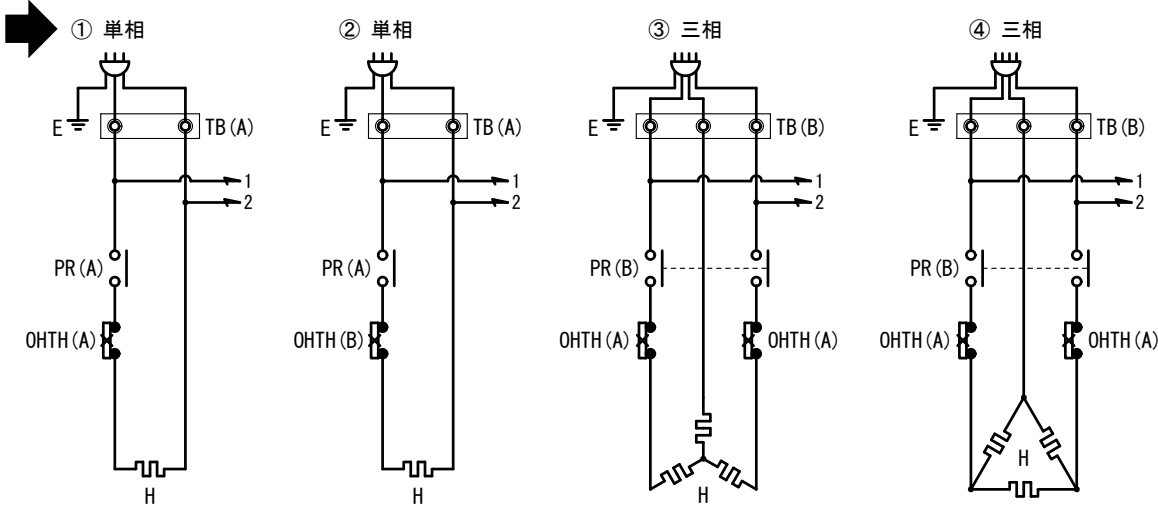 ① 単相
② 単相
③ 三相
④ 三相
E
TB(A)
E
TB(A)
E
TB(B)
E
TB(B)
1
2
1
2
1
2
1
2
PR(A)
PR(A)
PR(B)
PR(B)
OHTH(A)
OHTH(B)
OHTH(A)
OHTH(A)
OHTH(A)
OHTH(A)
H
H
H
H